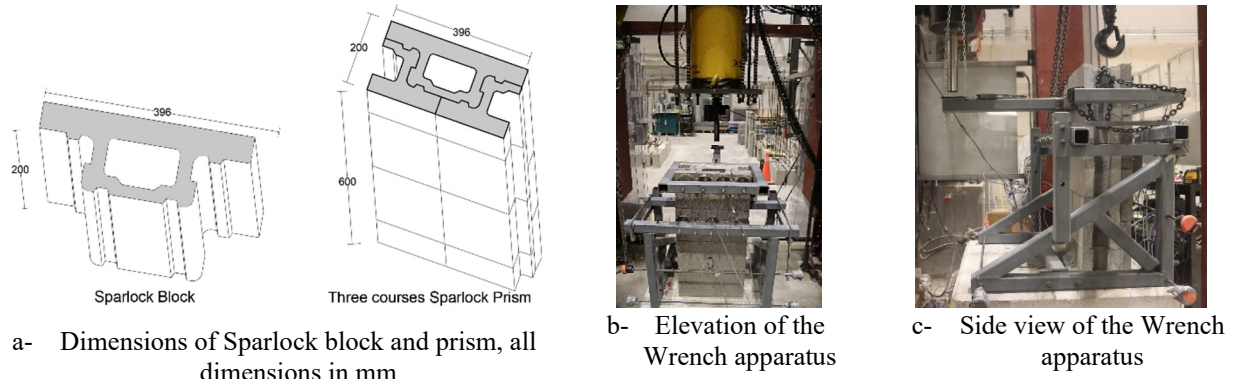 396
200
Sparlock Block
396
200
600
Three courses Sparlock Prism
a- Dimensions of Sparlock block and prism, all
dimensions in mm
b- Elevation of the
Wrench apparatus
c- Side view of the Wrench
apparatus